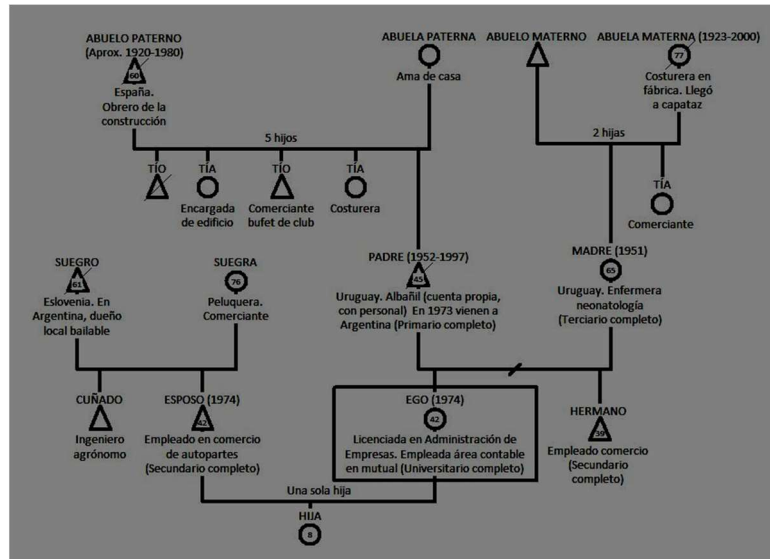 ABUELO PATERNO
(Aprox. 1920-1980)
60
España.
Obrero de la
construcción
ABUELA PATERNA
Ama de casa
ABUELO MATERNO
ABUELA MATERNA (1923-2000)
77
Costurera en
fábrica. Llegó
a capataz
5 hijos
2 hijas
TÍO
TÍA
Encargada
de edificio
TÍO
Comerciante
bufet de club
TÍA
Costurera
TÍA
Comerciante
PADRE (1952-1997)
45
Uruguay. Albañil (cuenta propia,
con personal) En 1973 vienen a
Argentina (Primario completo)
MADRE (1951)
65
Uruguay. Enfermera
neonatología
(Terciario completo)
SUEGRO
61
Eslovenia. En
Argentina, dueño
local bailable
SUEGRA
76
Peluquera.
Comerciante
CUÑADO
Ingeniero
agrónomo
ESPOSO (1974)
42
Empleado en comercio
de autopartes
(Secundario completo)
EGO (1974)
42
Licenciada en Administración de
Empresas. Empleada área contable
en mutual (Universitario completo)
HERMANO
39
Empleado comercio
(Secundario
completo)
Una sola hija
HIJA
8